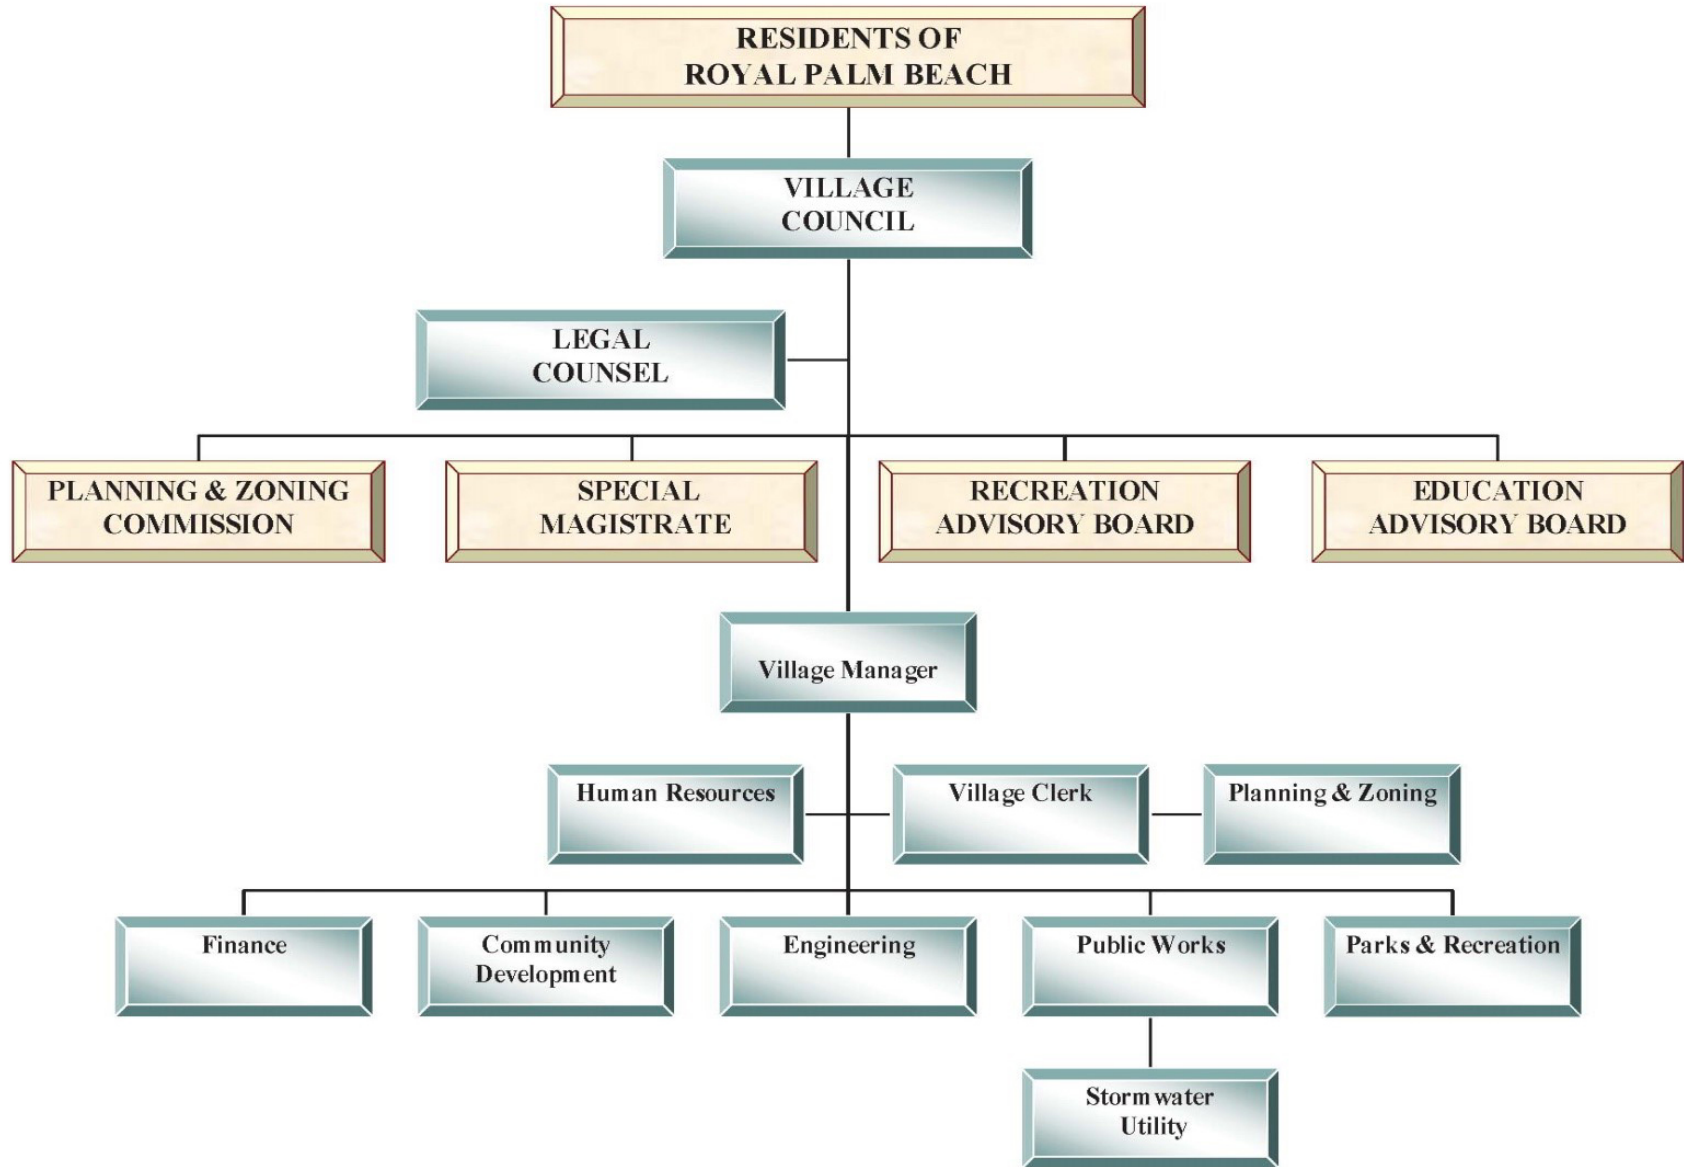 RESIDENTS OF
ROYAL PALM BEACH
VILLAGE
COUNCIL
LEGAL
COUNSEL
PLANNING & ZONING
COMMISSION
SPECIAL
MAGISTRATE
RECREATION
ADVISORY BOARD
EDUCATION
ADVISORY BOARD
Village Manager
Human Resources
Village Clerk
Planning & Zoning
Finance
Community
Development
Engineering
Public Works
Parks & Recreation
Stormwater
Utility